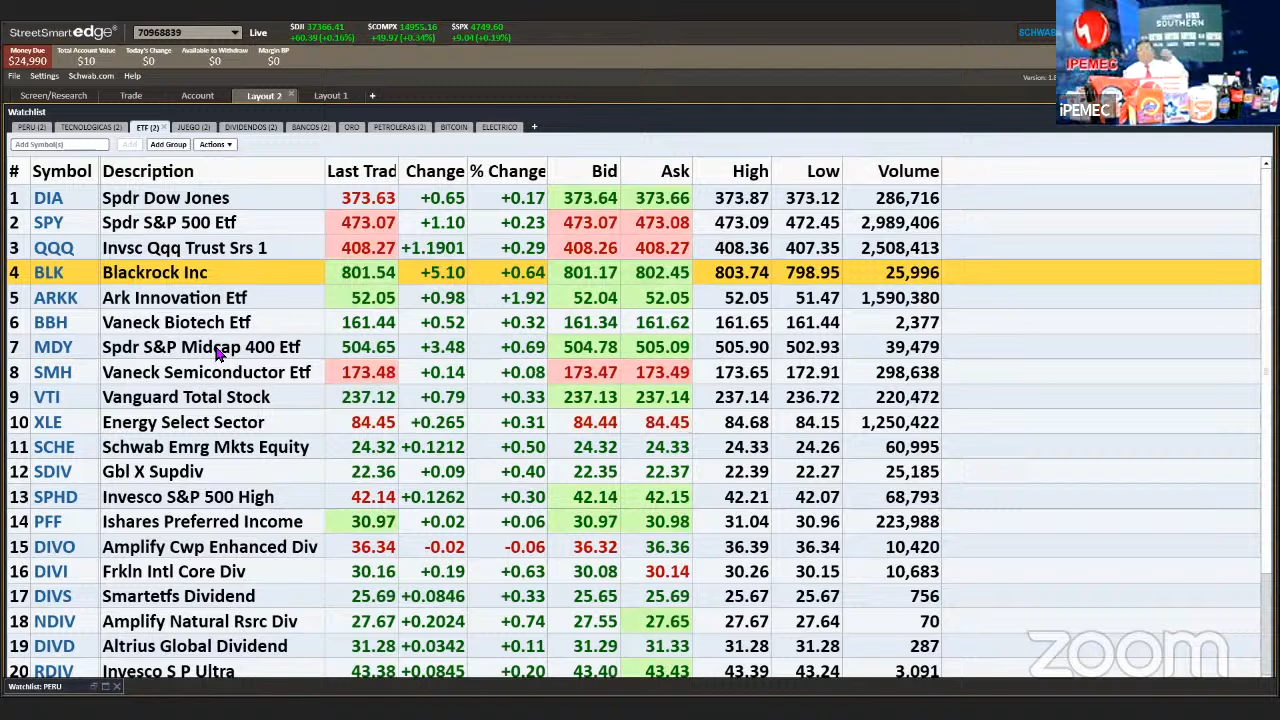 StreetSmart edge® 70968839 Live $DJI 37366.41 $COMPX 14955.16 $SPX 4749.60
+60.39 (+0.16%) +49.97 (+0.34%) +9.04 (+0.19%) SCHWAB
Money Due Total Account Value Today's Change Available to Withdraw Margin BP
$24,990 $10 $0 $0 $0
File Settings Schwab.com Help
Screen/Research Trade Account Layout 2 Layout 1 +
SOUTHERN
IPEMEC
iPEMEC
Watchlist
PERU (2) TECNOLOGICAS (2) ETF (2) JUEGO (2) DIVIDENDOS (2) BANCOS (2) ORO PETROLERAS (2) BITCOIN ELECTRICO +
Add Symbol(s) Add Add Group Actions
# Symbol Description Last Trad Change % Change Bid Ask High Low Volume
1 DIA Spdr Dow Jones 373.63 +0.65 +0.17 373.64 373.66 373.87 373.12 286,716
2 SPY Spdr S&P 500 Etf 473.07 +1.10 +0.23 473.07 473.08 473.09 472.45 2,989,406
3 QQQ Invsc Qqq Trust Srs 1 408.27 +1.1901 +0.29 408.26 408.27 408.36 407.35 2,508,413
4 BLK Blackrock Inc 801.54 +5.10 +0.64 801.17 802.45 803.74 798.95 25,996
5 ARKK Ark Innovation Etf 52.05 +0.98 +1.92 52.04 52.05 52.05 51.47 1,590,380
6 BBH Vaneck Biotech Etf 161.44 +0.52 +0.32 161.34 161.62 161.65 161.44 2,377
7 MDY Spdr S&P Midcap 400 Etf 504.65 +3.48 +0.69 504.78 505.09 505.90 502.93 39,479
8 SMH Vaneck Semiconductor Etf 173.48 +0.14 +0.08 173.47 173.49 173.65 172.91 298,638
9 VTI Vanguard Total Stock 237.12 +0.79 +0.33 237.13 237.14 237.14 236.72 220,472
10 XLE Energy Select Sector 84.45 +0.265 +0.31 84.44 84.45 84.68 84.15 1,250,422
11 SCHE Schwab Emrg Mkts Equity 24.32 +0.1212 +0.50 24.32 24.33 24.33 24.26 60,995
12 SDIV Gbl X Supdiv 22.36 +0.09 +0.40 22.35 22.37 22.39 22.27 25,185
13 SPHD Invesco S&P 500 High 42.14 +0.1262 +0.30 42.14 42.15 42.21 42.07 68,793
14 PFF Ishares Preferred Income 30.97 +0.02 +0.06 30.97 30.98 31.04 30.96 223,988
15 DIVO Amplify Cwp Enhanced Div 36.34 -0.02 -0.06 36.32 36.36 36.39 36.34 10,420
16 DIVI Frkln Intl Core Div 30.16 +0.19 +0.63 30.08 30.14 30.26 30.15 10,683
17 DIVS Smartetfs Dividend 25.69 +0.0846 +0.33 25.65 25.69 25.67 25.67 756
18 NDIV Amplify Natural Rsrc Div 27.67 +0.2024 +0.74 27.55 27.65 27.67 27.64 70
19 DIVD Altrius Global Dividend 31.28 +0.0342 +0.11 31.29 31.33 31.28 31.28 287
20 RDIV Invesco S P Ultra 43.38 +0.0845 +0.20 43.40 43.43 43.39 43.24 3,091
zoom
Watchlist: PERU